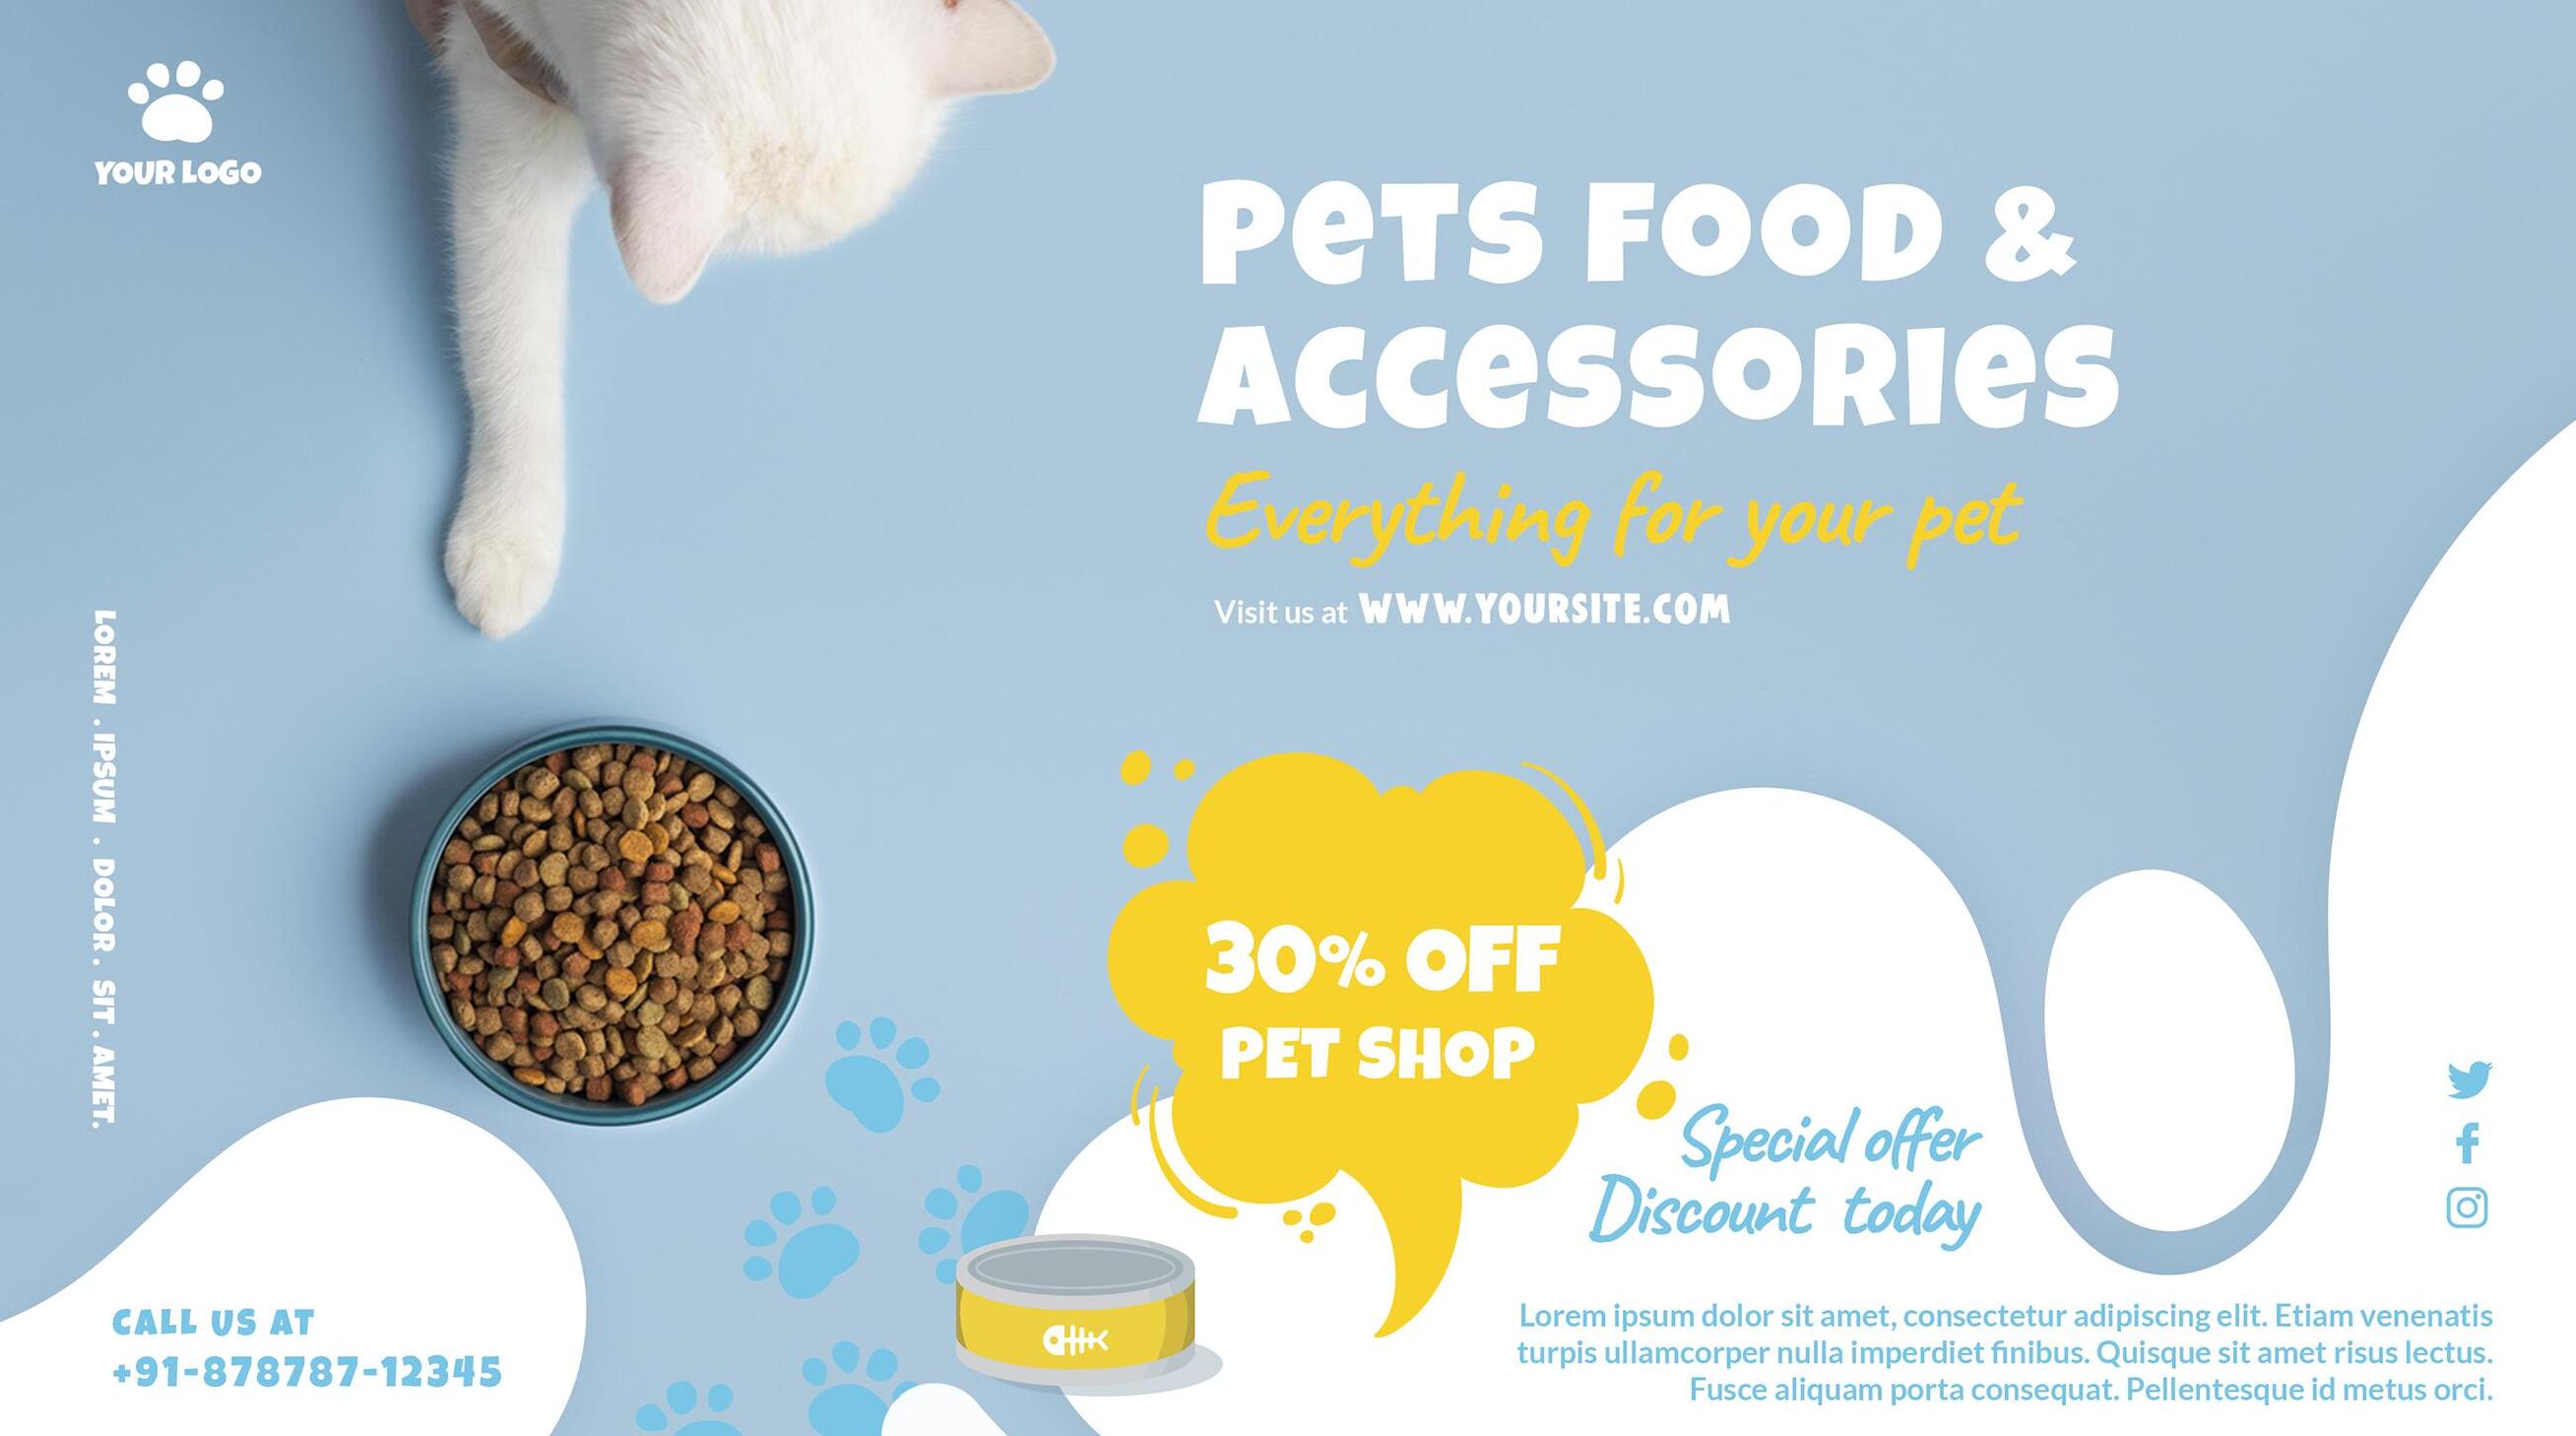 YOUR LOGO
PETS FOOD &
ACCESSORIES
Everything for your pet
Visit us at WWW.YOURSITE.COM
LOREM . IPSUM . DOLOR . SIT . AMET.
30% OFF
PET SHOP
Special offer
Discount today
CALL US AT
+91-878787-12345
Lorem ipsum dolor sit amet, consectetur adipiscing elit. Etiam venenatis
turpis ullamcorper nulla imperdiet finibus. Quisque sit amet risus lectus.
Fusce aliquam porta consequat. Pellentesque id metus orci.